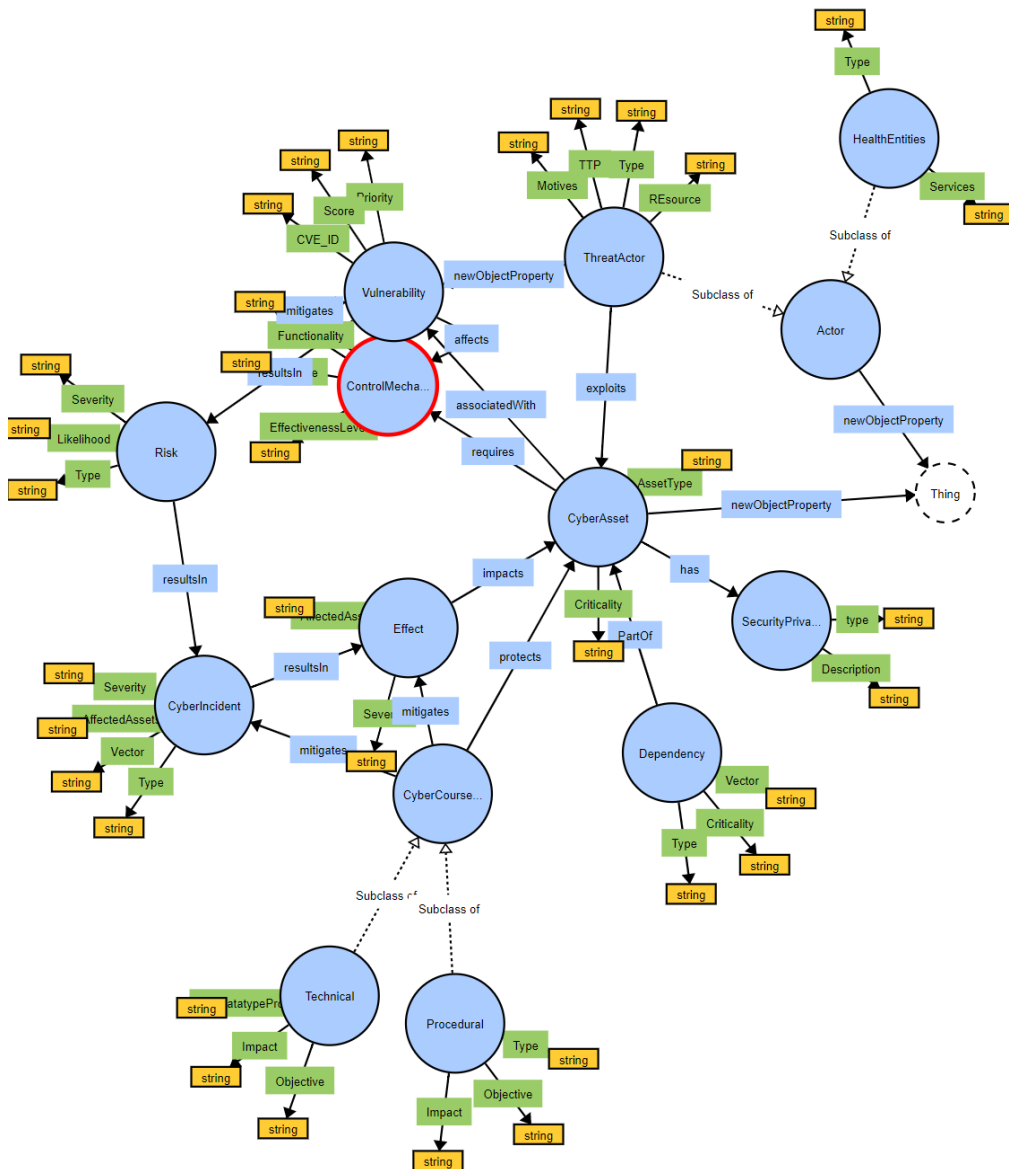 string
Type
HealthEntities
Services
string
Subclass of
string
string
string
string
TTP
Type
Motives
REsource
ThreatActor
Subclass of
Actor
newObjectProperty
Thing
string
string
string
Priority
Score
CVE_ID
Vulnerability
newObjectProperty
string
mitigates
Functionality
affects
string
resultsIn
ControlMecha...
EffectivenessLevel
string
associatedWith
requires
exploits
string
Severity
string
Likelihood
Type
string
Risk
resultsIn
string
AssetType
CyberAsset
newObjectProperty
has
impacts
Criticality
string
PartOf
protects
SecurityPriva...
type
string
Description
string
string
Effect
resultsIn
mitigates
string
string
Severity
string
AffectedAssets
Vector
string
Type
string
CyberIncident
mitigates
CyberCourse...
Dependency
Vector
string
Criticality
string
Type
string
Subclass of
Subclass of
Technical
string
Impact
string
Objective
string
Procedural
Type
string
Objective
string
Impact
string